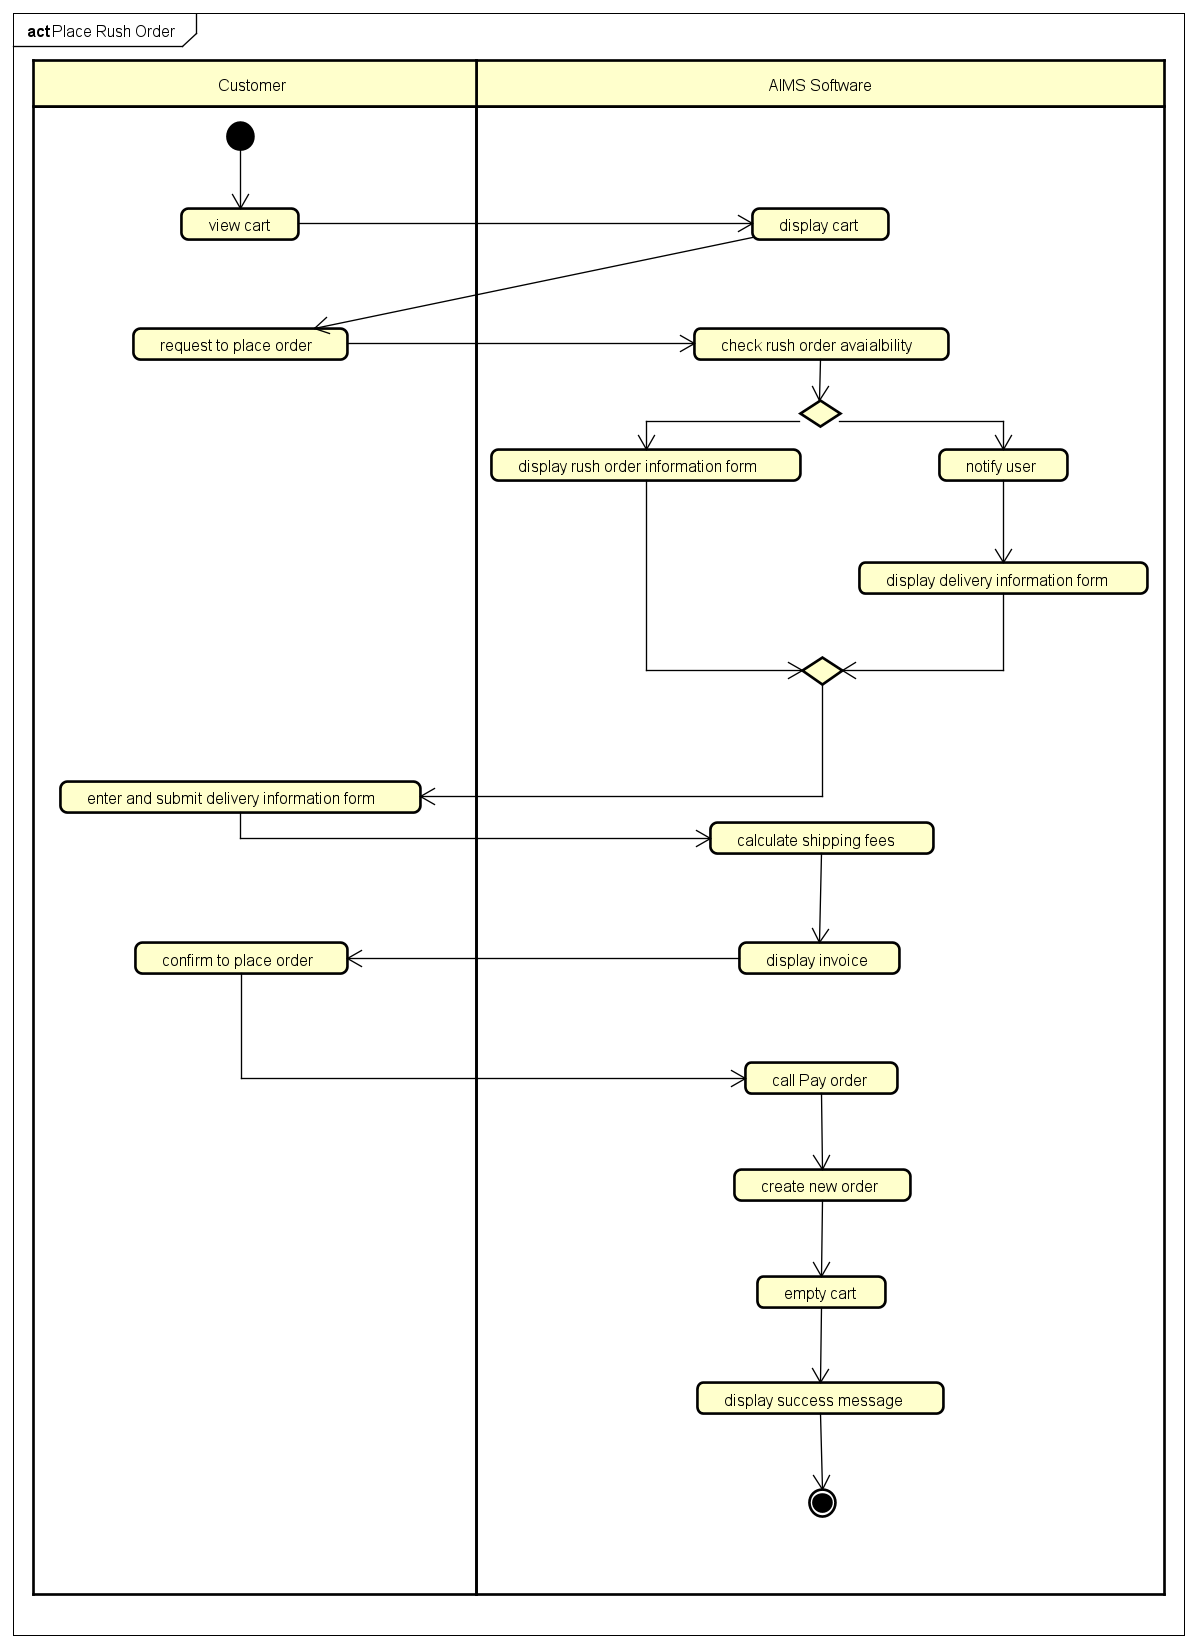 act Place Rush Order
Customer
AIMS Software
view cart
display cart
request to place order
check rush order avaialbility
display rush order information form
notify user
display delivery information form
enter and submit delivery information form
calculate shipping fees
confirm to place order
display invoice
call Pay order
create new order
empty cart
display success message